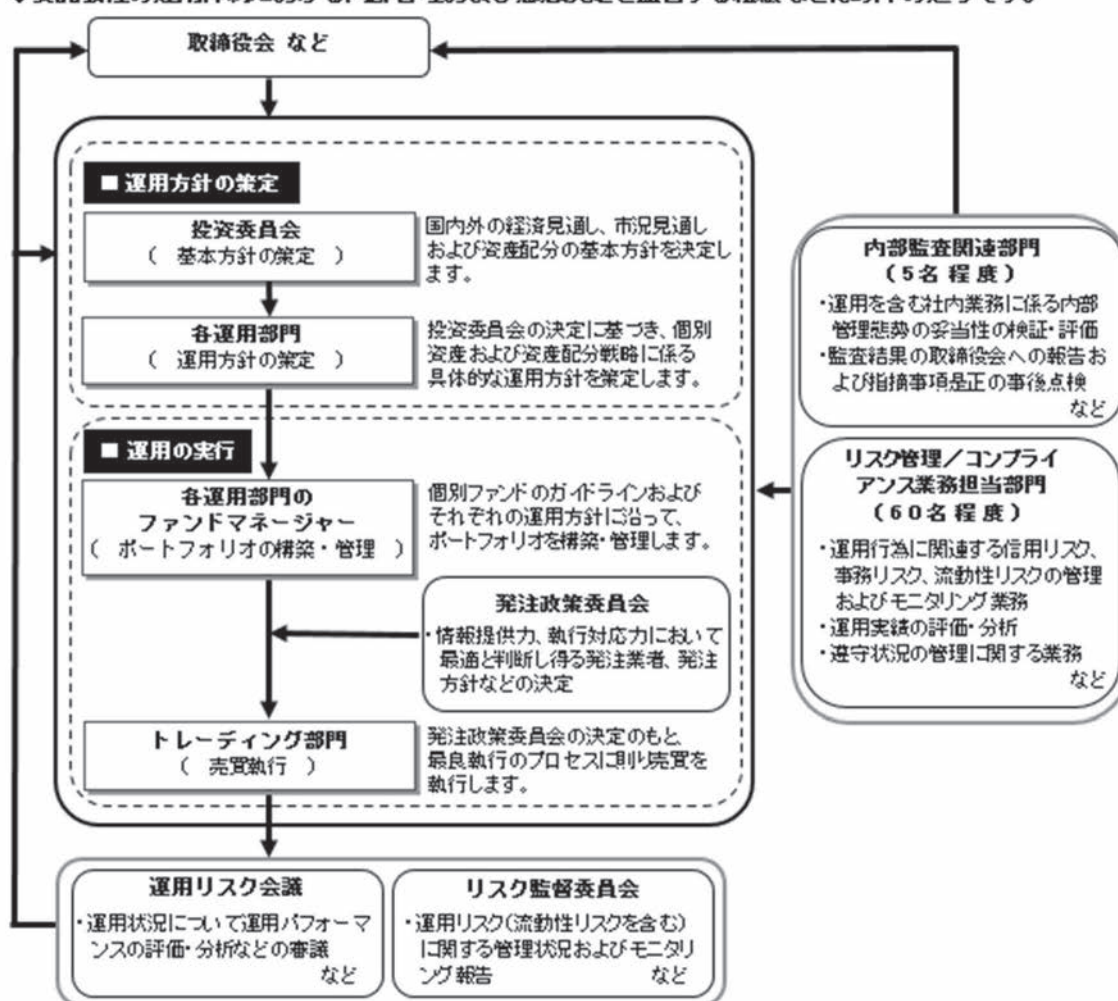 取締役会 など
■ 運用方針の策定
投資委員会
( 基本方針の策定 )
国内外の経済見通し、市況見通し
および資産配分の基本方針を決定し
ます。
各運用部門
( 運用方針の策定 )
投資委員会の決定に基づき、個別
資産および資産配分戦略に係る
具体的な運用方針を策定します。
■ 運用の実行
各運用部門の
ファンドマネージャー
( ポートフォリオの構築・管理 )
個別ファンドのガイドラインおよび
それぞれの運用方針に沿って、
ポートフォリオを構築・管理します。
発注政策委員会
・情報提供力、執行対応力において
最適と判断し得る発注業者、発注
方針などの決定
トレーディング部門
( 売買執行 )
発注政策委員会の決定のもと、
最良執行のプロセスに則り売買を
執行します。
内部監査関連部門
(5名程度)
・運用を含む社内業務に係る内部
管理態勢の妥当性の検証・評価
・監査結果の取締役会への報告お
よび指摘事項是正の事後点検
など
リスク管理/コンプライ
アンス業務担当部門
(60名程度)
・運用行為に関連する信用リスク、
事務リスク、流動性リスクの管理
およびモニタリング業務
・運用実績の評価・分析
・遵守状況の管理に関する業務
など
運用リスク会議
・運用状況について運用パフォーマ
ンスの評価・分析などの審議
など
リスク監督委員会
・運用リスク(流動性リスクを含む)
に関する管理状況およびモニタ
リング報告 など